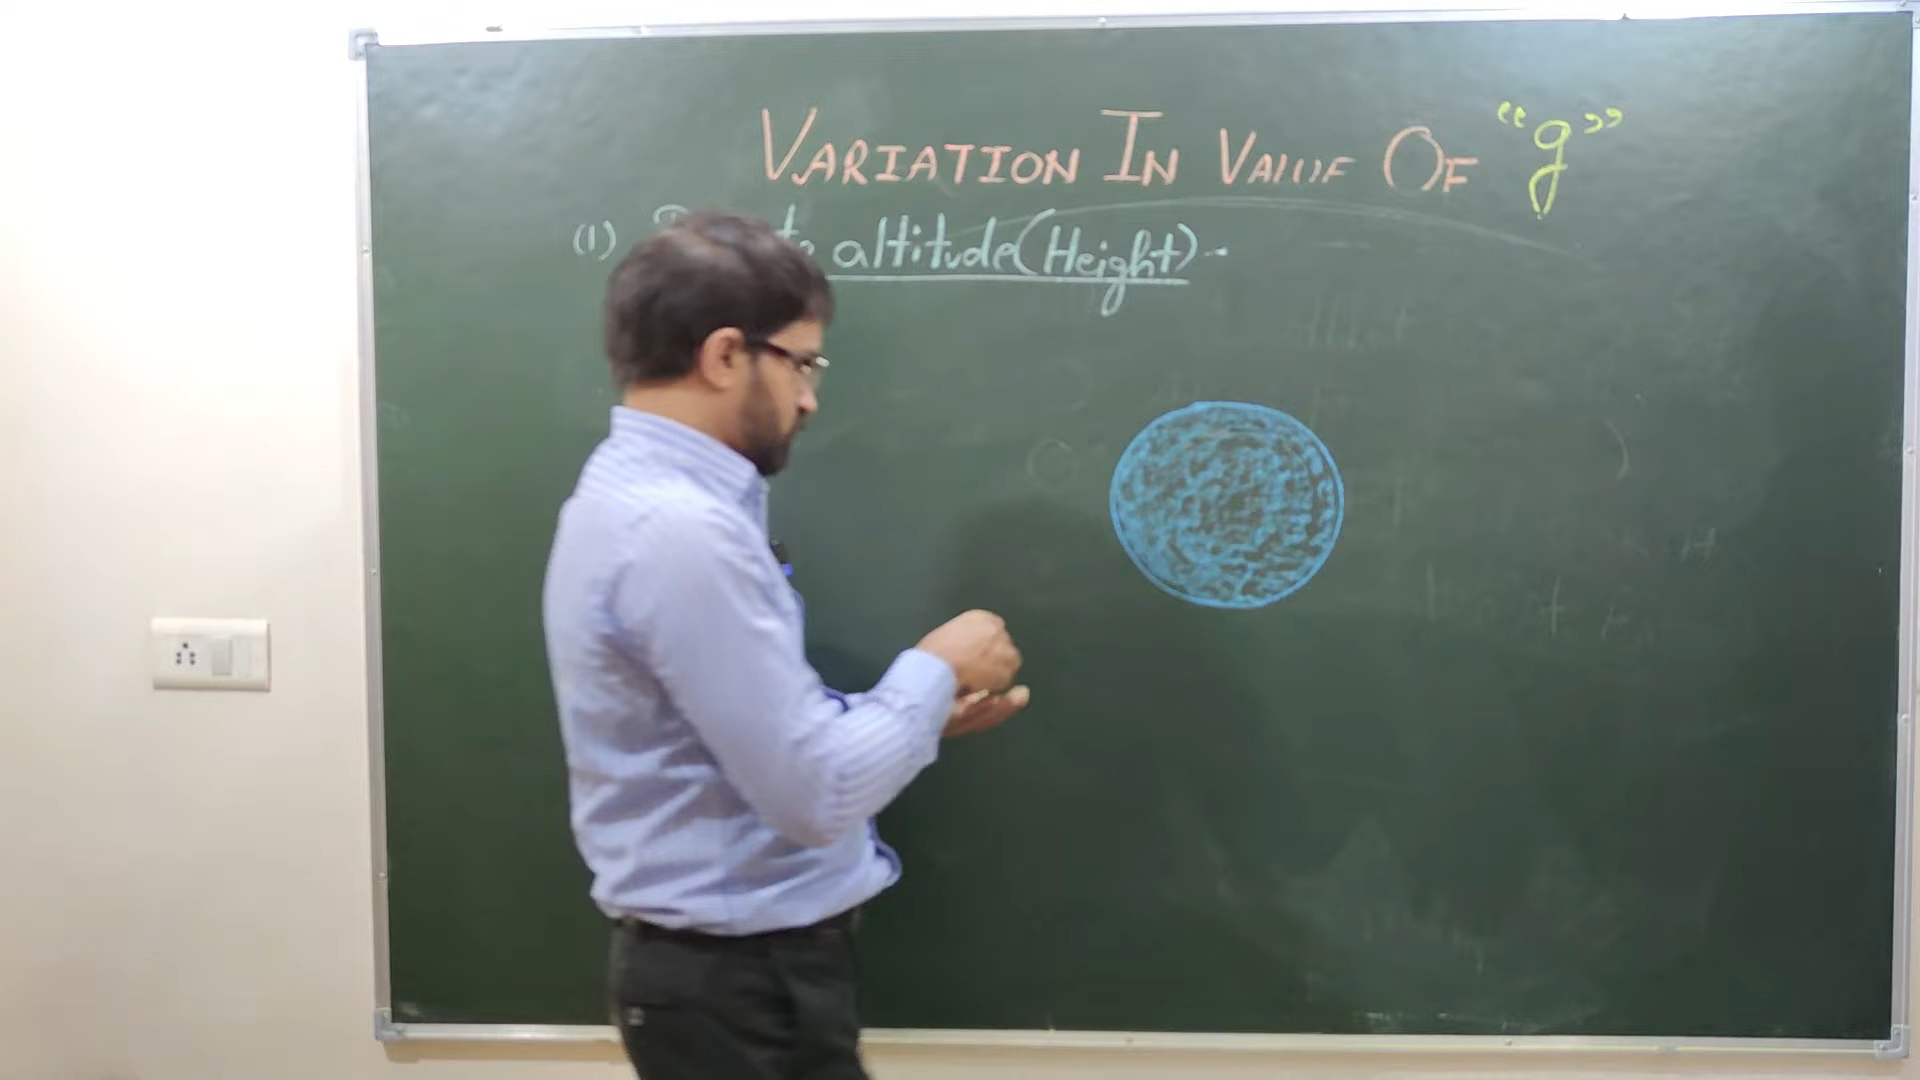 VARIATION IN VALUE OF "g"
(1) altitude (Height) -